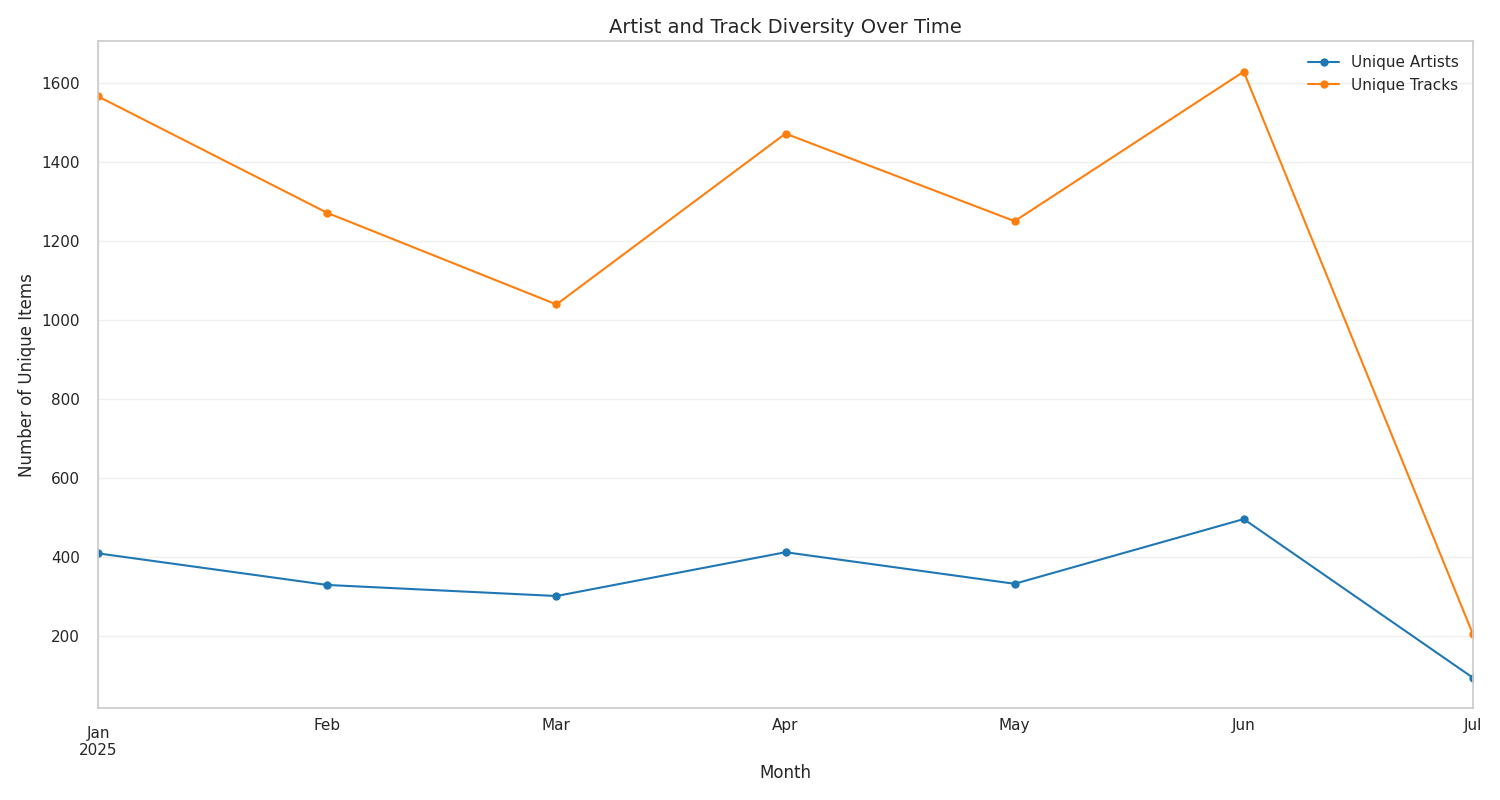 Artist and Track Diversity Over Time
Unique Artists
Unique Tracks
Number of Unique Items
1600
1400
1200
1000
800
600
400
200
Jan
2025
Feb
Mar
Apr
May
Jun
Jul
Month